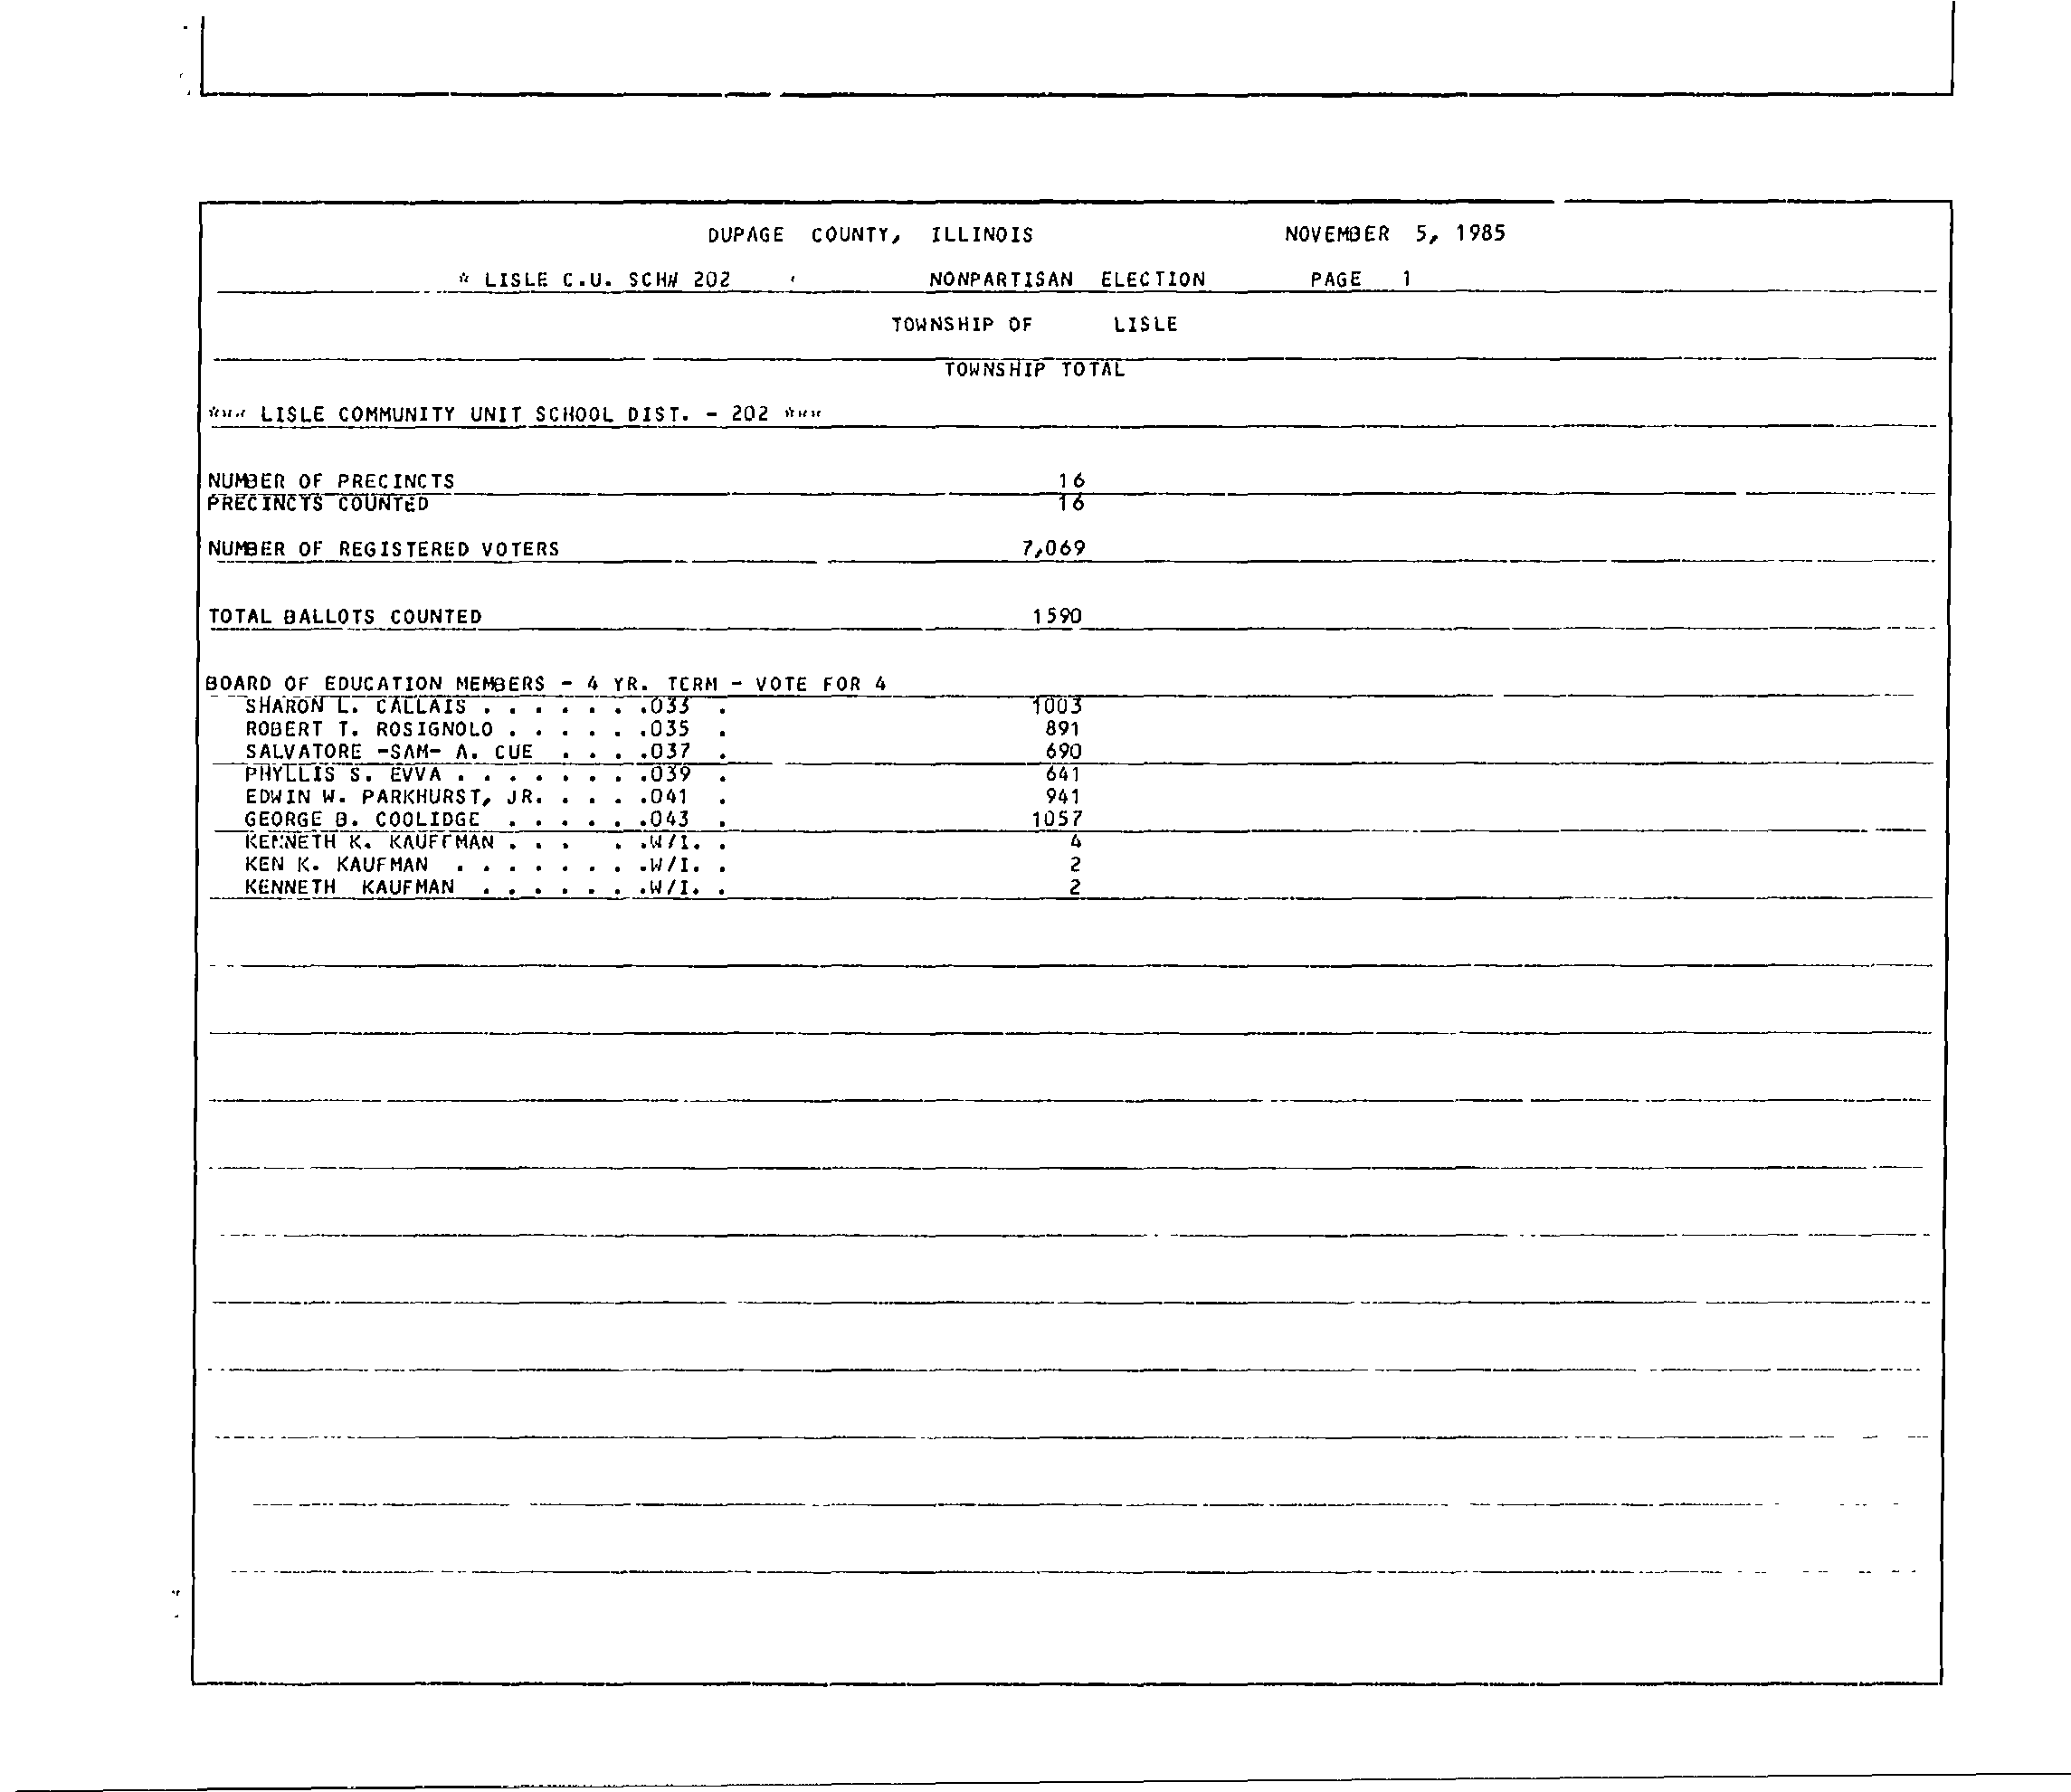 DUPAGE COUNTY, ILLINOIS NOVEMBER 5, 1985
* LISLE C.U. SCH# 202 NONPARTISAN ELECTION PAGE 1
TOWNSHIP OF LISLE
TOWNSHIP TOTAL
*** LISLE COMMUNITY UNIT SCHOOL DIST. - 202 ***
NUMBER OF PRECINCTS 16
PRECINCTS COUNTED 16
NUMBER OF REGISTERED VOTERS 7,069
TOTAL BALLOTS COUNTED 1590
BOARD OF EDUCATION MEMBERS - 4 YR. TERM - VOTE FOR 4
SHARON L. CALLAIS . . . . . . .033 . 1003
ROBERT T. ROSIGNOLO . . . . . .035 . 891
SALVATORE -SAM- A. CUE . . . .037 . 690
PHYLLIS S. EVVA . . . . . . . .039 . 641
EDWIN W. PARKHURST, JR. . . . .041 . 941
GEORGE B. COOLIDGE . . . . . .043 . 1057
KENNETH K. KAUFFMAN . . . . .W/I. . 4
KEN K. KAUFMAN . . . . . . . .W/I. . 2
KENNETH KAUFMAN . . . . . . .W/I. . 2